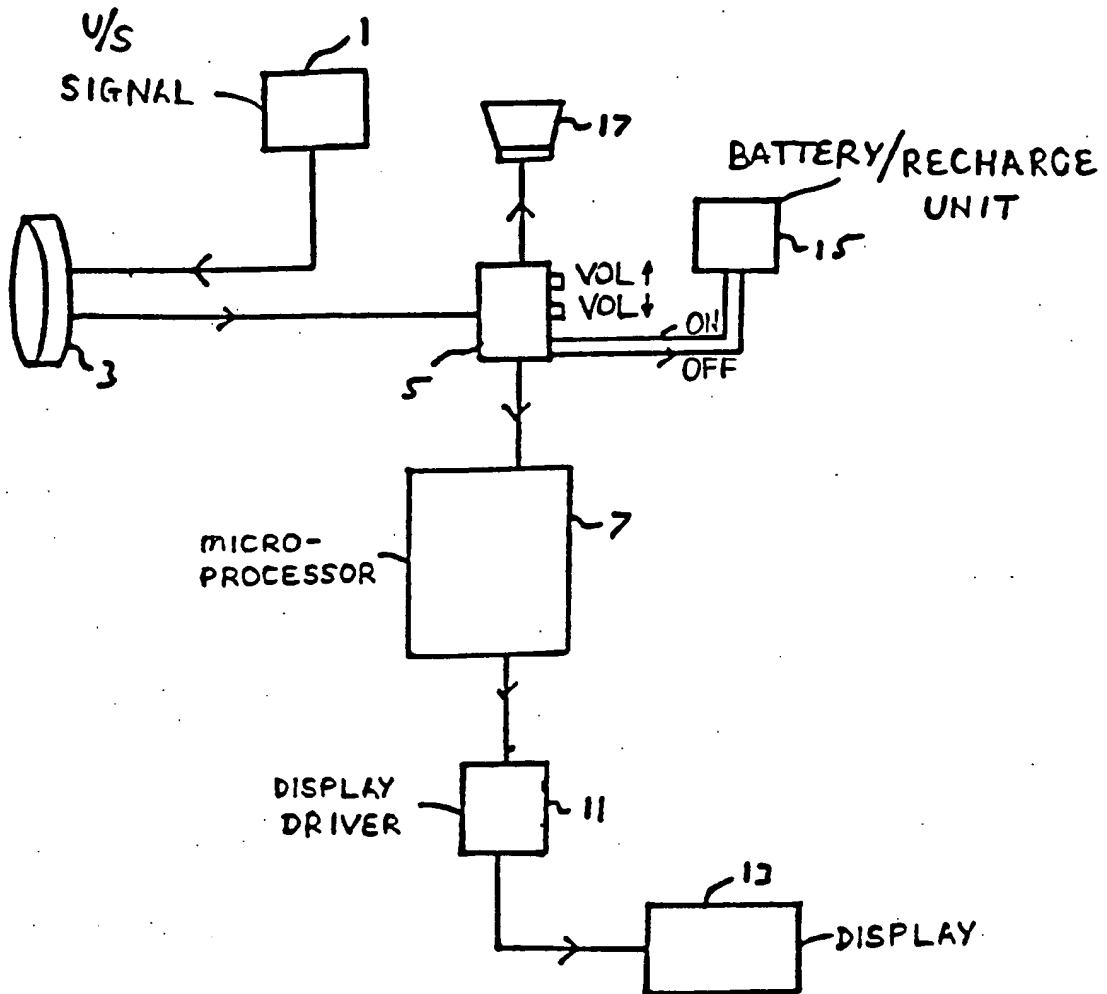 U/S
SIGNAL
1
17
BATTERY/RECHARGE
UNIT
15
VOL↑
VOL↓
ON
OFF
3
5
7
MICRO-
PROCESSOR
DISPLAY
DRIVER
11
13
DISPLAY